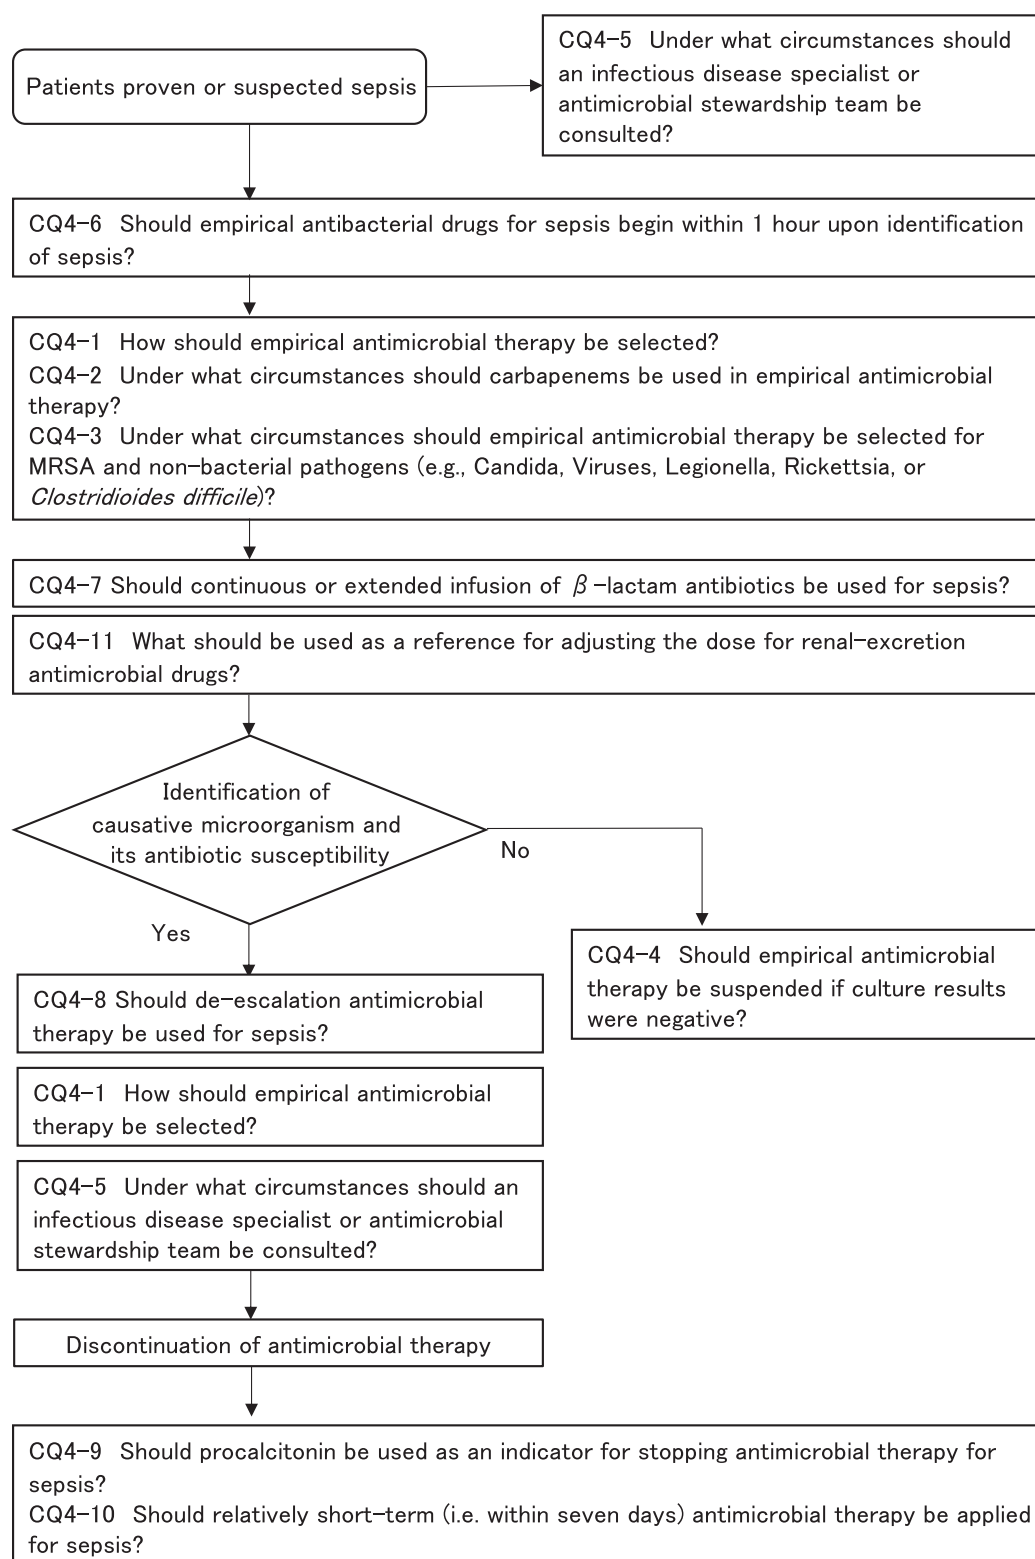 Patients proven or suspected sepsis
CQ4-5 Under what circumstances should
an infectious disease specialist or
antimicrobial stewardship team be
consulted?
CQ4-6 Should empirical antibacterial drugs for sepsis begin within 1 hour upon identification
of sepsis?
CQ4-1 How should empirical antimicrobial therapy be selected?
CQ4-2 Under what circumstances should carbapenems be used in empirical antimicrobial
therapy?
CQ4-3 Under what circumstances should empirical antimicrobial therapy be selected for
MRSA and non-bacterial pathogens (e.g., Candida, Viruses, Legionella, Rickettsia, or
Clostridioides difficile)?
CQ4-7 Should continuous or extended infusion of β-lactam antibiotics be used for sepsis?
CQ4-11 What should be used as a reference for adjusting the dose for renal-excretion
antimicrobial drugs?
Identification of
causative microorganism and
its antibiotic susceptibility
No
Yes
CQ4-4 Should empirical antimicrobial
therapy be suspended if culture results
were negative?
CQ4-8 Should de-escalation antimicrobial
therapy be used for sepsis?
CQ4-1 How should empirical antimicrobial
therapy be selected?
CQ4-5 Under what circumstances should an
infectious disease specialist or antimicrobial
stewardship team be consulted?
Discontinuation of antimicrobial therapy
CQ4-9 Should procalcitonin be used as an indicator for stopping antimicrobial therapy for
sepsis?
CQ4-10 Should relatively short-term (i.e. within seven days) antimicrobial therapy be applied
for sepsis?